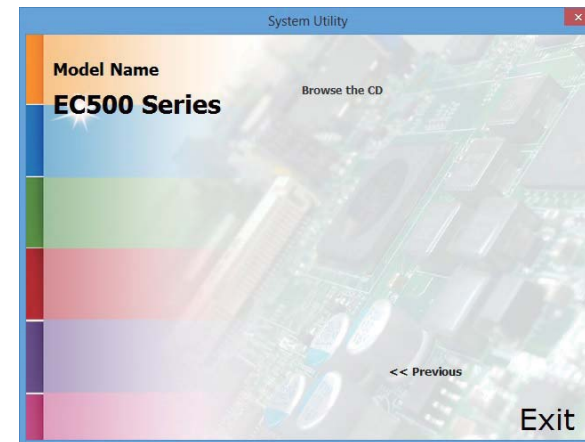 System Utility
Model Name
EC500 Series
Browse the CD
<< Previous
Exit